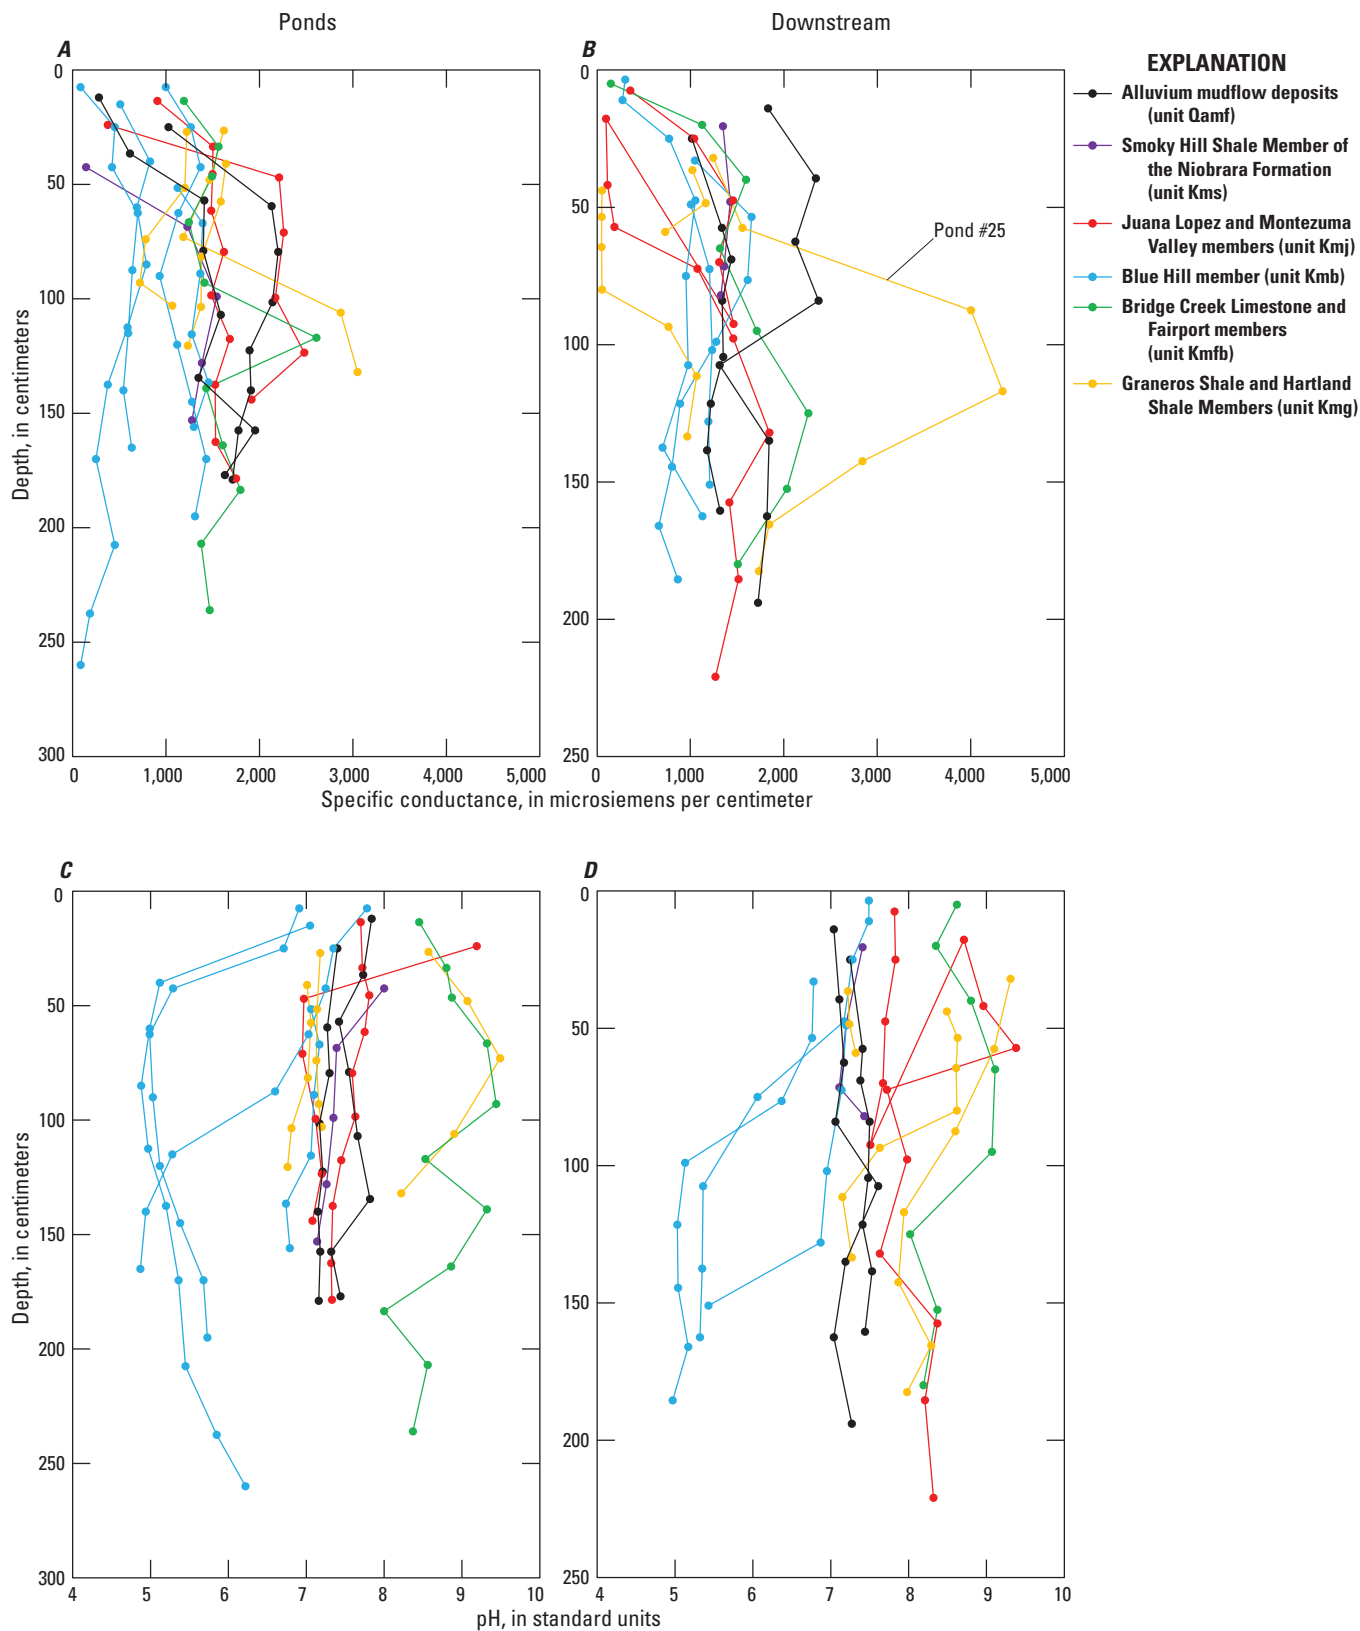 Ponds
Downstream
A
B
EXPLANATION
Alluvium mudflow deposits
(unit Qamf)
Smoky Hill Shale Member of
the Niobrara Formation
(unit Kms)
Juana Lopez and Montezuma
Valley members (unit Kmj)
Blue Hill member (unit Kmb)
Bridge Creek Limestone and
Fairport members
(unit Kmfb)
Graneros Shale and Hartland
Shale Members (unit Kmg)
0
50
100
150
200
250
300
Depth, in centimeters
0
50
100
150
200
250
Pond #25
0 1,000 2,000 3,000 4,000 5,000
0 1,000 2,000 3,000 4,000 5,000
Specific conductance, in microsiemens per centimeter
C
D
0
50
100
150
200
250
300
Depth, in centimeters
0
50
100
150
200
250
4 5 6 7 8 9 10
4 5 6 7 8 9 10
pH, in standard units